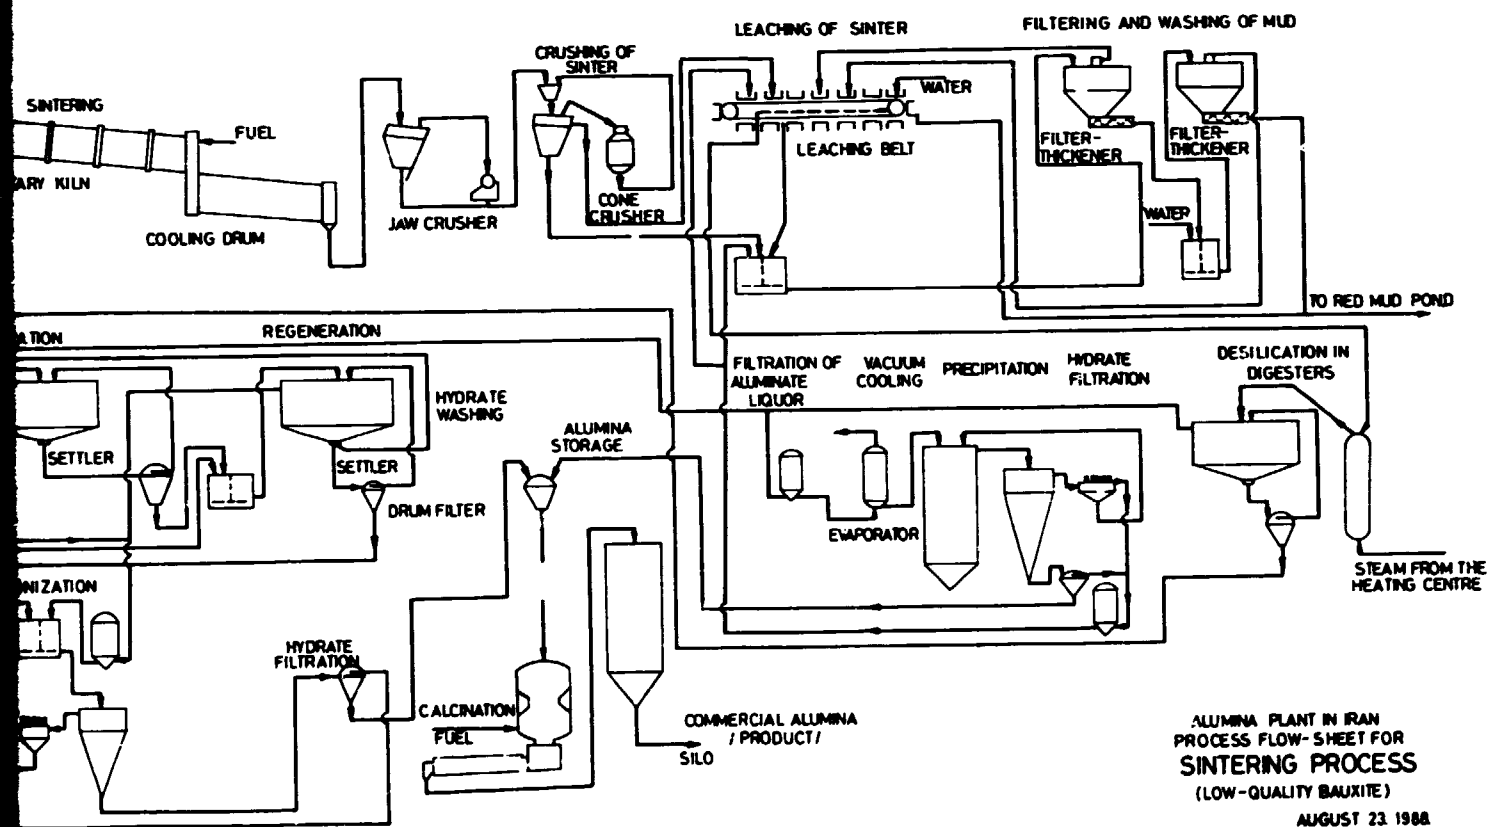 LEACHING OF SINTER
FILTERING AND WASHING OF MUD
CRUSHING OF
SINTER
SINTERING
FUEL
WATER
FILTER-
THICKENER
FILTER-
THICKENER
LEACHING BELT
ARY KILN
CONE
CRUSHER
JAW CRUSHER
COOLING DRUM
WATER
TO RED MUD POND
ATION
REGENERATION
FILTRATION OF
ALUMINATE
LIQUOR
VACUUM
COOLING
PRECIPITATION
HYDRATE
FILTRATION
DESILICATION IN
DIGESTERS
HYDRATE
WASHING
ALUMINA
STORAGE
SETTLER
SETTLER
DRUM FILTER
EVAPORATOR
STEAM FROM THE
HEATING CENTRE
NIZATION
HYDRATE
FILTRATION
CALCINATION
FUEL
COMMERCIAL ALUMINA
/PRODUCT/
SILO
ALUMINA PLANT IN IRAN
PROCESS FLOW-SHEET FOR
SINTERING PROCESS
(LOW-QUALITY BAUXITE)
AUGUST 23. 1988.